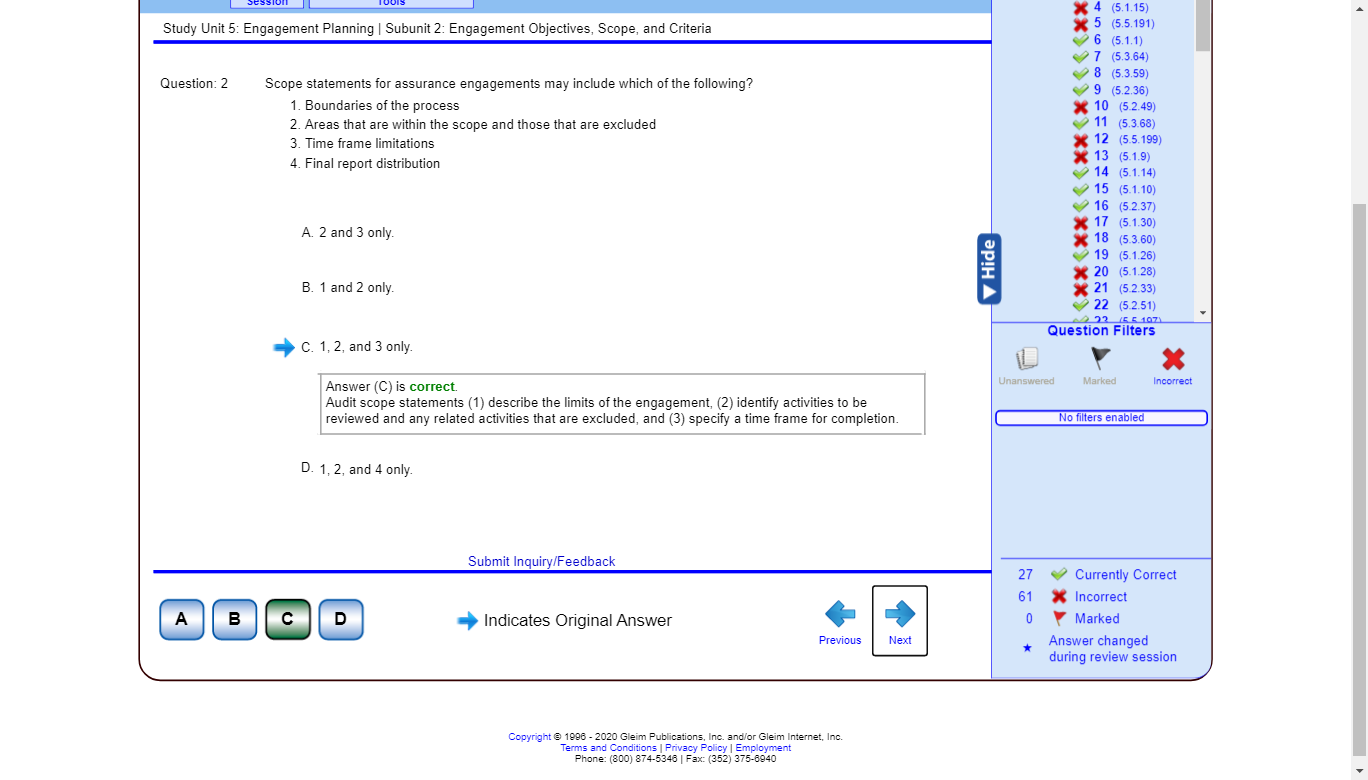 Session
Tools
Study Unit 5: Engagement Planning | Subunit 2: Engagement Objectives, Scope, and Criteria
Question: 2
Scope statements for assurance engagements may include which of the following?
1. Boundaries of the process
2. Areas that are within the scope and those that are excluded
3. Time frame limitations
4. Final report distribution
A. 2 and 3 only.
B. 1 and 2 only.
C. 1, 2, and 3 only.
Answer (C) is correct.
Audit scope statements (1) describe the limits of the engagement, (2) identify activities to be
reviewed and any related activities that are excluded, and (3) specify a time frame for completion.
D. 1, 2, and 4 only.
Submit Inquiry/Feedback
A
B
C
D
Indicates Original Answer
Previous
Next
Hide
4 (5.1.15)
5 (5.5.191)
6 (5.1.1)
7 (5.3.64)
8 (5.3.59)
9 (5.2.36)
10 (5.2.49)
11 (5.3.68)
12 (5.5.199)
13 (5.1.9)
14 (5.1.14)
15 (5.1.10)
16 (5.2.37)
17 (5.1.30)
18 (5.3.60)
19 (5.1.26)
20 (5.1.28)
21 (5.2.33)
22 (5.2.51)
23 (5.5.197)
Question Filters
Unanswered
Marked
Incorrect
No filters enabled
27 Currently Correct
61 Incorrect
0 Marked
Answer changed
during review session
Copyright © 1996 - 2020 Gleim Publications, Inc. and/or Gleim Internet, Inc.
Terms and Conditions | Privacy Policy | Employment
Phone: (800) 874-5346 | Fax: (352) 375-6940